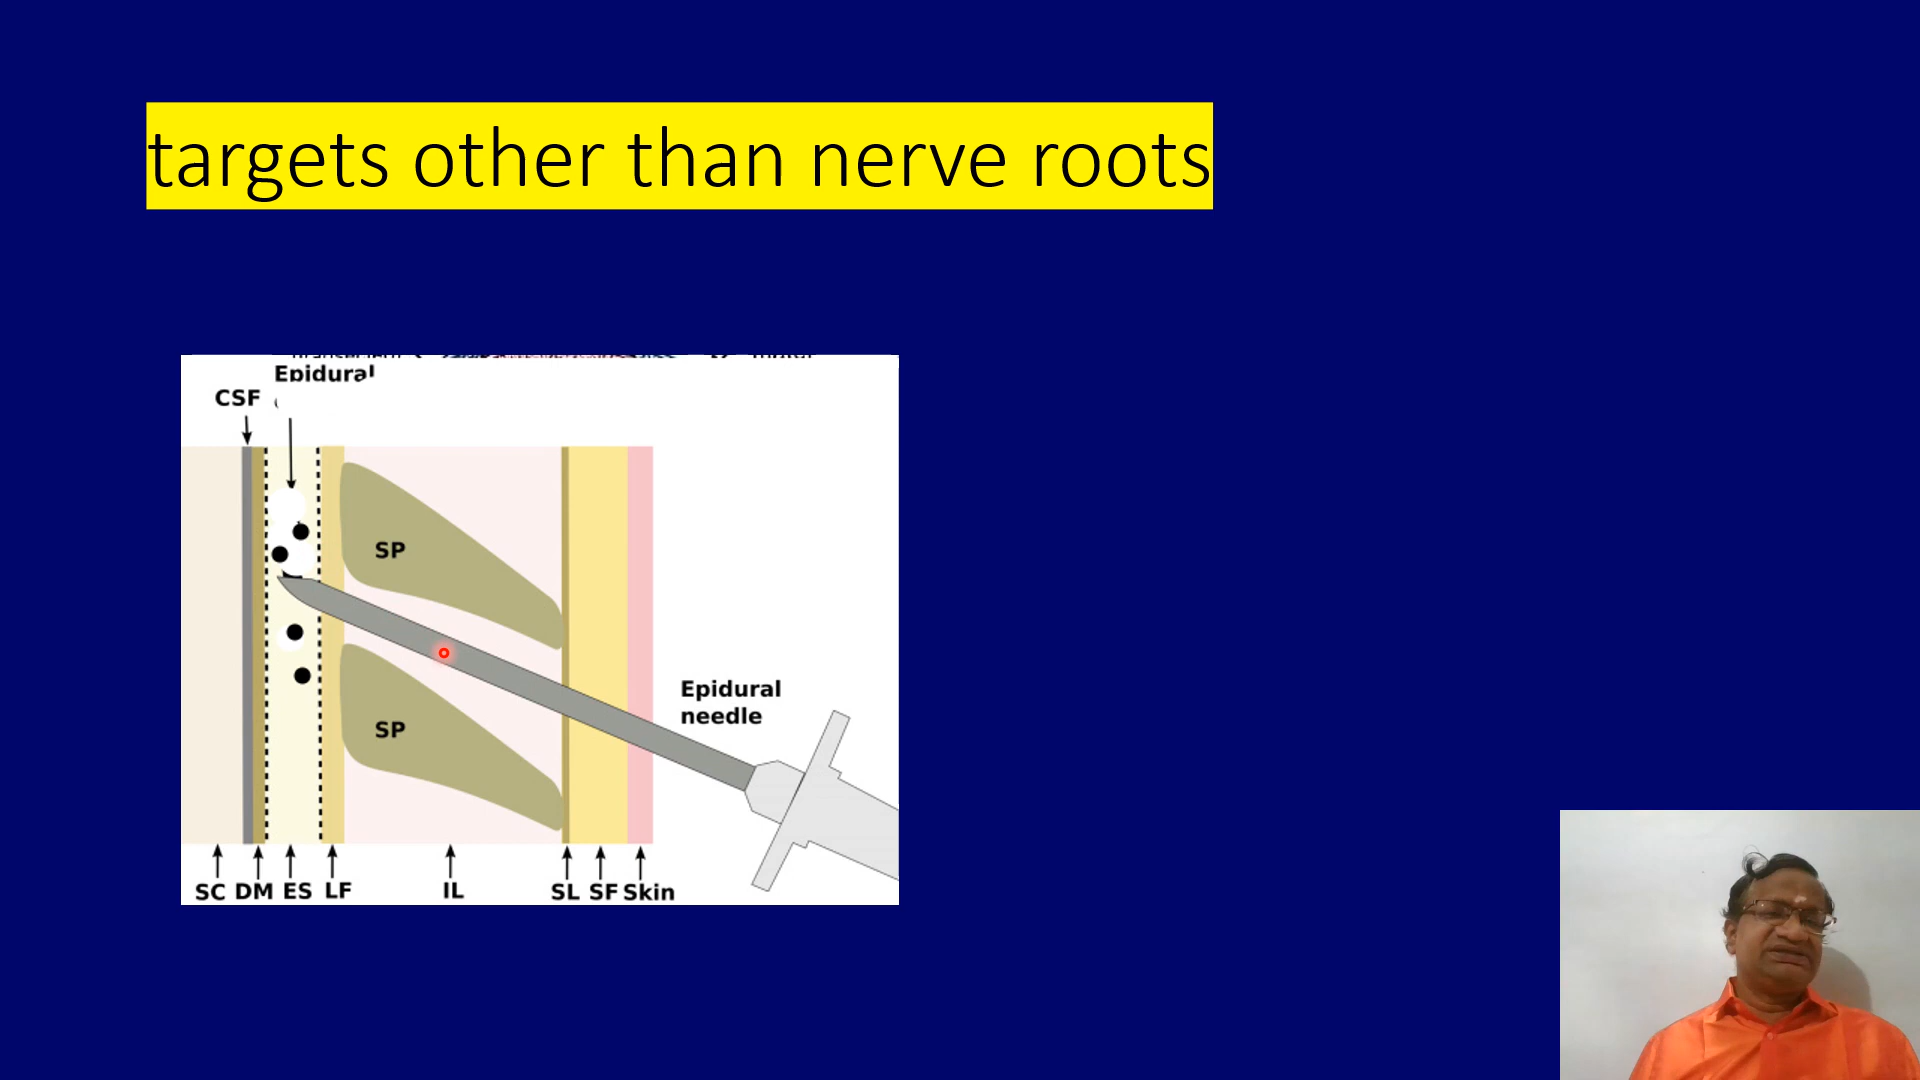 targets other than nerve roots
Epidural
CSF
SP
SP
Epidural
needle
SC DM ES LF IL SL SF Skin